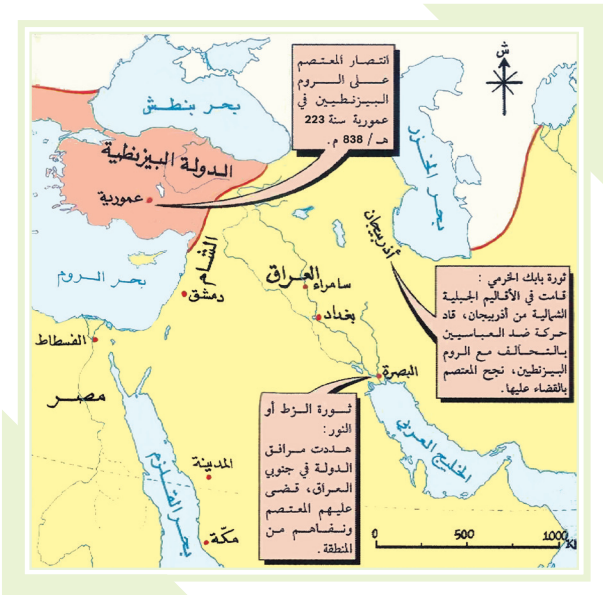 انتصار المعتصم
على الروم
البيزنطيين في
عمورية سنة 223
هـ / 838 م.
ش
بحر بنطش
بحر الخزر
الدولة البيزنطية
عمورية
أذربيجان
الشام
بحر الروم
العراق
سامراء
دمشق
بغداد
ثورة بابك الخرمي :
قامت في الأقاليم الجبلية
الشمالية من أذربيجان، قاد
حركة ضد العباسيين
بالتحالف مع الروم
البيزنطين، نجح المعتصم
بالقضاء عليها.
الفسطاط
البصرة
مصر
ثورة الزط أو
النور :
هددت مرافق
الدولة في جنوبي
العراق، قضى
عليهم المعتصم
ونفاهم من
المنطقة.
الخليج العربي
المدينة
بحر القلزم
مكة
0 500 1000 K